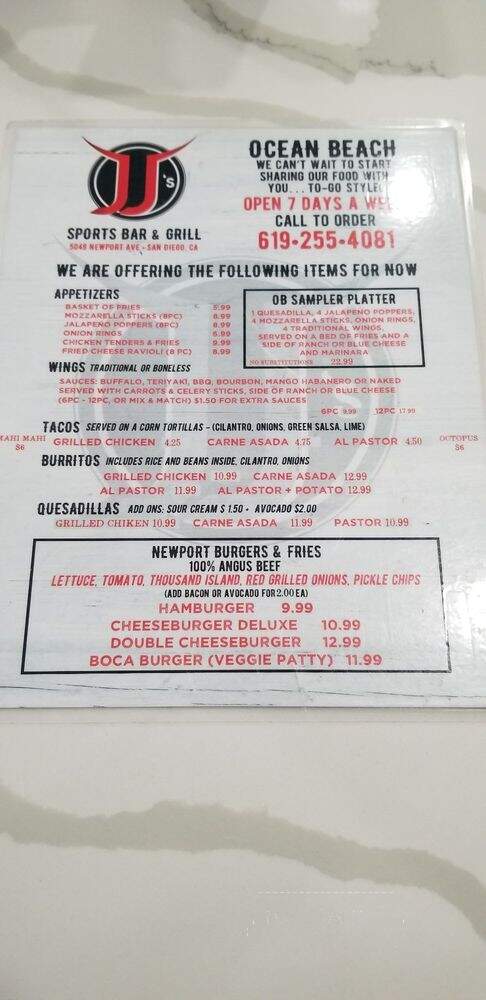 JJ'S
SPORTS BAR & GRILL
5049 NEWPORT AVE • SAN DIEGO, CA
OCEAN BEACH
WE CAN'T WAIT TO START
SHARING OUR FOOD WITH
YOU... TO-GO STYLE!
OPEN 7 DAYS A
CALL TO ORDER
619•255•4081
WE ARE OFFERING THE FOLLOWING ITEMS FOR NOW
APPETIZERS
BASKET OF FRIES 5.99
MOZZARELLA STICKS (8PC) 8.99
JALAPENO POPPERS (8PC) 8.99
ONION RINGS 6.99
CHICKEN TENDERS & FRIES 9.99
FRIED CHEESE RAVIOLI (8 PC) 8.99
OB SAMPLER PLATTER
1 QUESADILLA, 4 JALAPENO POPPERS,
4 MOZZARELLA STICKS, ONION RINGS,
4 TRADITIONAL WINGS,
SERVED ON A BED OF FRIES AND A
SIDE OF RANCH OR BLUE CHEESE
AND MARINARA
NO SUBSTITUTIONS 22.99
WINGS TRADITIONAL OR BONELESS
SAUCES: BUFFALO, TERIYAKI, BBQ, BOURBON, MANGO HABANERO OR NAKED
SERVED WITH CARROTS & CELERY STICKS, SIDE OF RANCH OR BLUE CHEESE
(6PC - 12PC, OR MIX & MATCH) $1.50 FOR EXTRA SAUCES
6PC 9.99 12PC 17.99
TACOS SERVED ON A CORN TORTILLAS - (CILANTRO, ONIONS, GREEN SALSA, LIME)
MAHI MAHI $6 GRILLED CHICKEN 4.25 CARNE ASADA 4.75 AL PASTOR 4.50 OCTOPUS $6
BURRITOS INCLUDES RICE AND BEANS INSIDE, CILANTRO, ONIONS
GRILLED CHICKEN 10.99 CARNE ASADA 12.99
AL PASTOR 11.99 AL PASTOR + POTATO 12.99
QUESADILLAS ADD ONS: SOUR CREAM $ 1.50 • AVOCADO $2.00
GRILLED CHIKEN 10.99 CARNE ASADA 11.99 PASTOR 10.99
NEWPORT BURGERS & FRIES
100% ANGUS BEEF
LETTUCE, TOMATO, THOUSAND ISLAND, RED GRILLED ONIONS, PICKLE CHIPS
(ADD BACON OR AVOCADO FOR 2.00 EA)
HAMBURGER 9.99
CHEESEBURGER DELUXE 10.99
DOUBLE CHEESEBURGER 12.99
BOCA BURGER (VEGGIE PATTY) 11.99